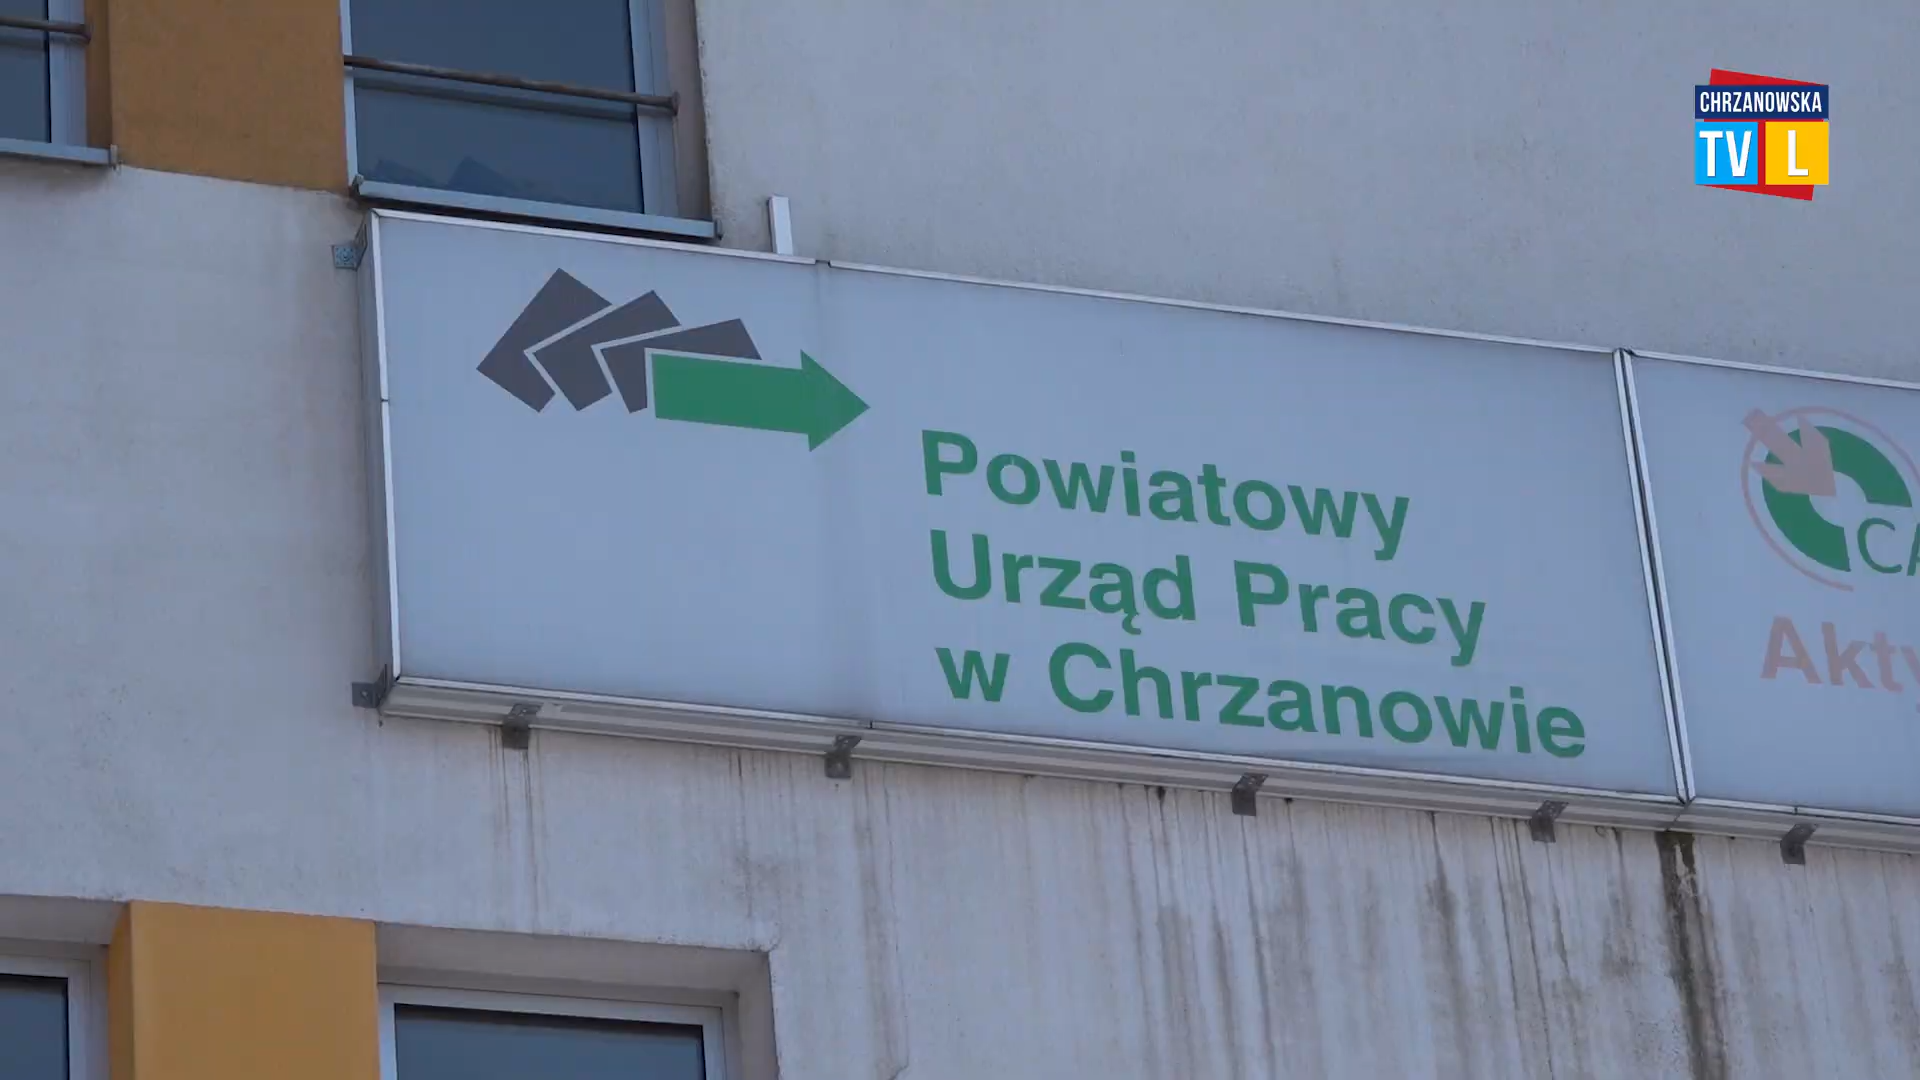 CHRZANOWSKA
TV L
Powiatowy
Urząd Pracy
w Chrzanowie